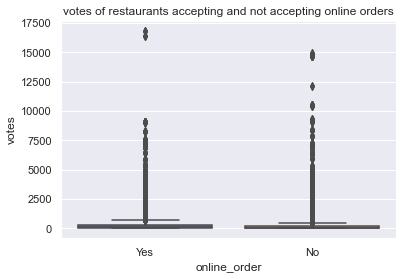 votes of restaurants accepting and not accepting online orders
17500
15000
12500
10000
7500
5000
2500
0
votes
Yes
No
online_order